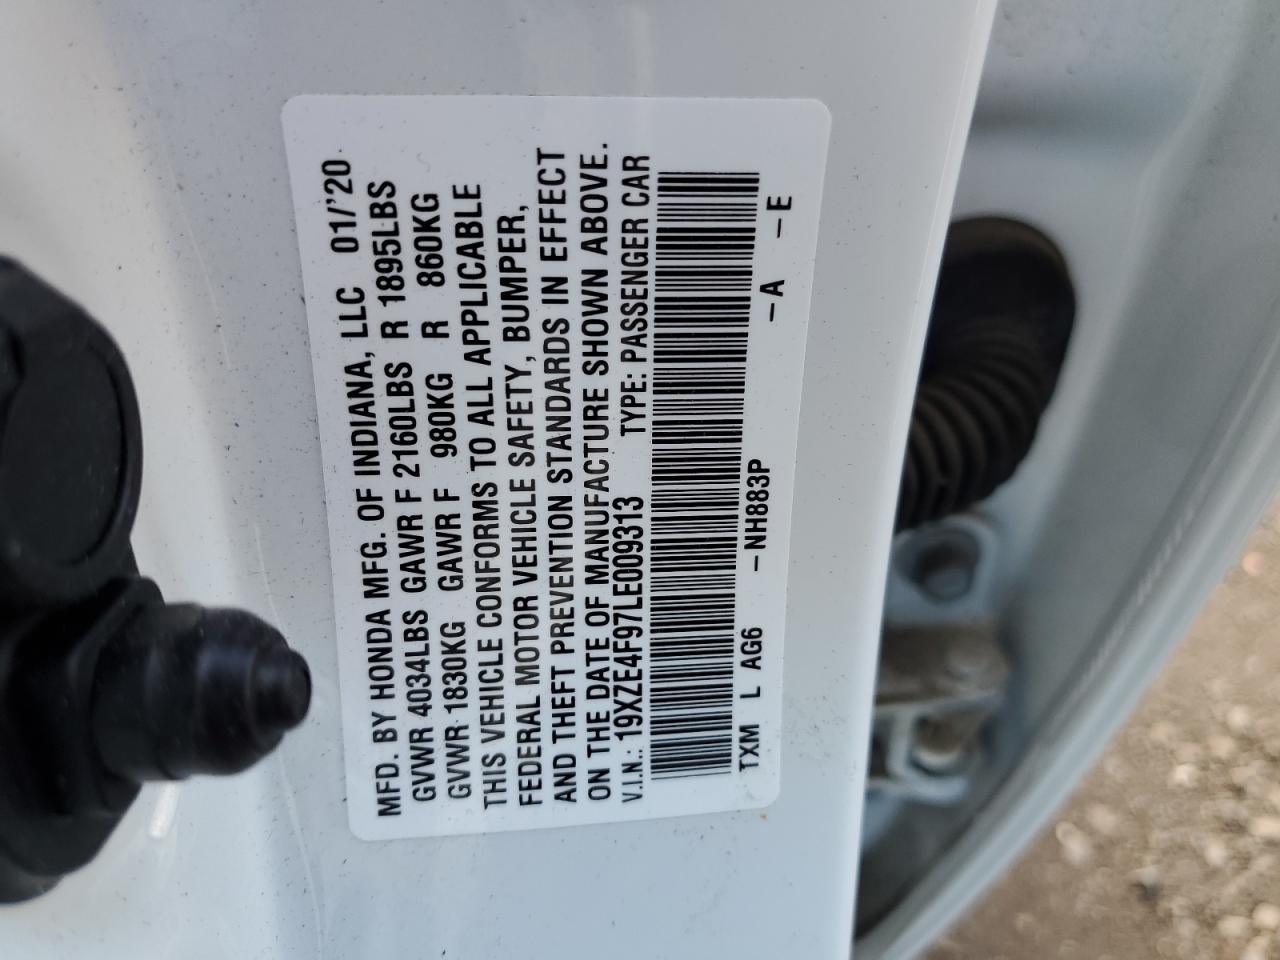 MFD. BY HONDA MFG. OF INDIANA, LLC 01/'20
GVWR 4034LBS GAWR F 2160LBS R 1895LBS
GVWR 1830KG GAWR F 980KG R 860KG
THIS VEHICLE CONFORMS TO ALL APPLICABLE
FEDERAL MOTOR VEHICLE SAFETY, BUMPER,
AND THEFT PREVENTION STANDARDS IN EFFECT
ON THE DATE OF MANUFACTURE SHOWN ABOVE.
V.I.N.: 19XZE4F97LE009313 TYPE: PASSENGER CAR
TXM L AG6 -NH883P -A -E